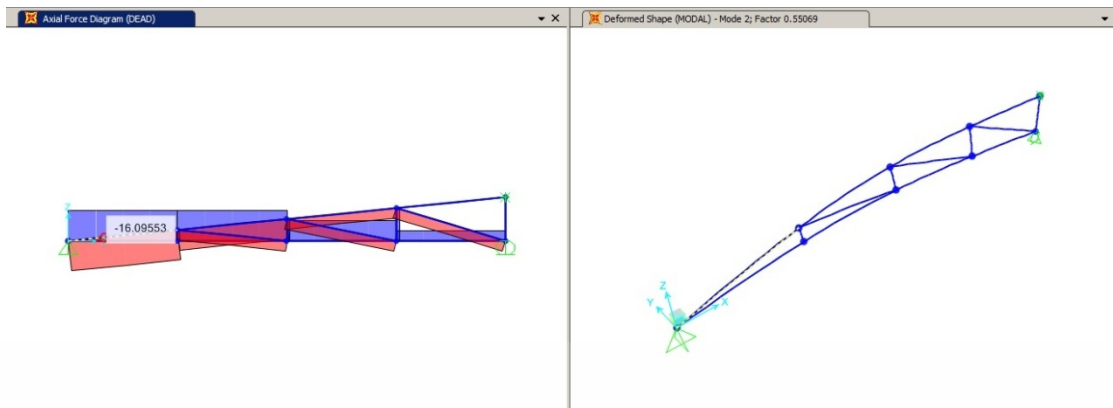 Axial Force Diagram (DEAD)
Deformed Shape (MODAL) - Mode 2; Factor 0.55069
Z
-16.09553
Z
Y
X